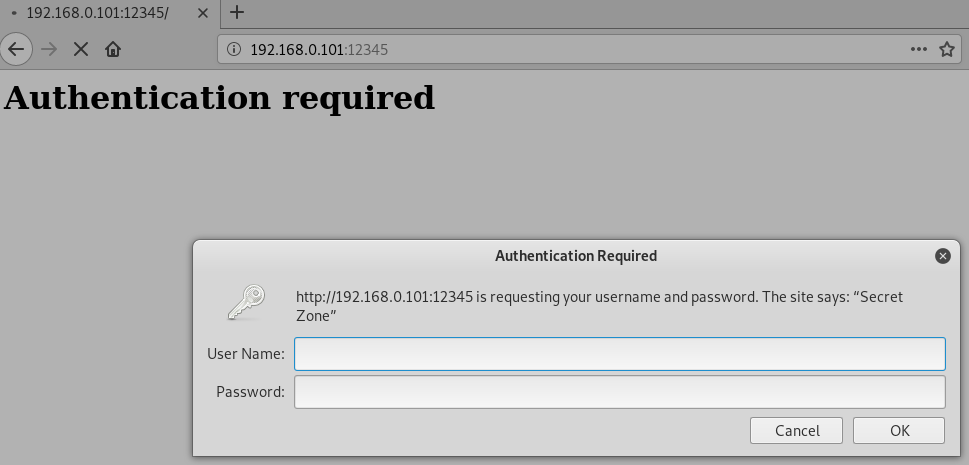 192.168.0.101:12345/
192.168.0.101:12345
Authentication required
Authentication Required
http://192.168.0.101:12345 is requesting your username and password. The site says: “Secret
Zone”
User Name:
Password:
Cancel OK